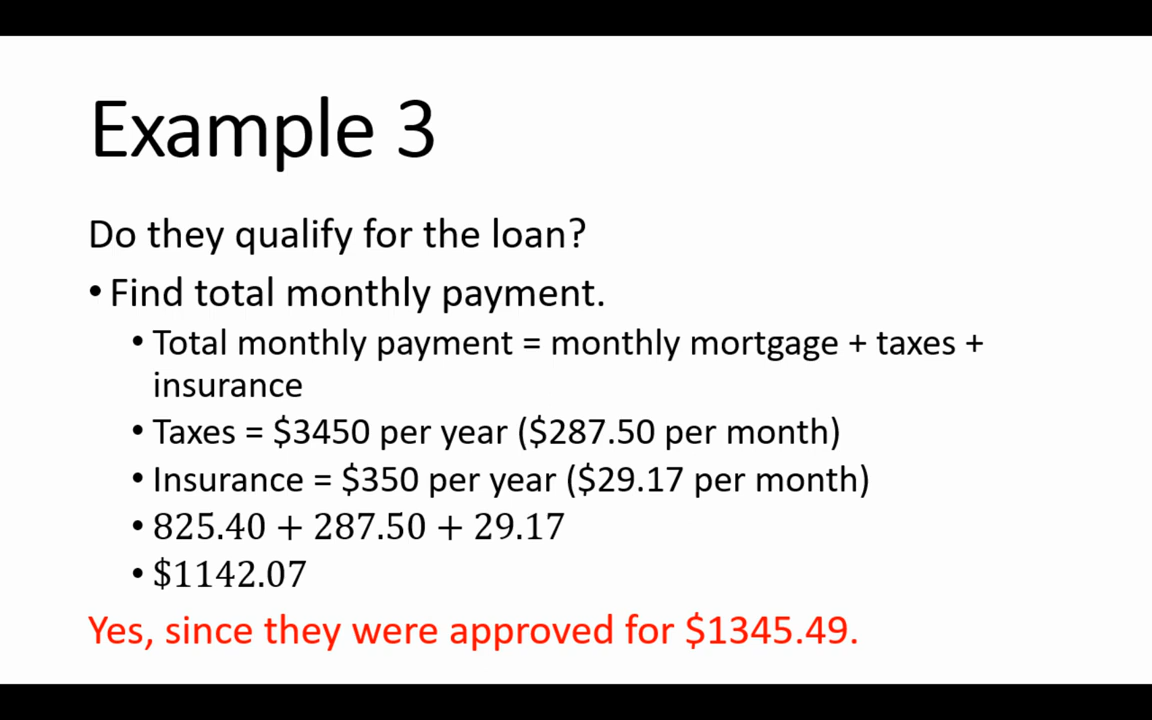 Example 3
Do they qualify for the loan?
• Find total monthly payment.
• Total monthly payment = monthly mortgage + taxes +
insurance
• Taxes = $3450 per year ($287.50 per month)
• Insurance = $350 per year ($29.17 per month)
• 825.40 + 287.50 + 29.17
• $1142.07
Yes, since they were approved for $1345.49.